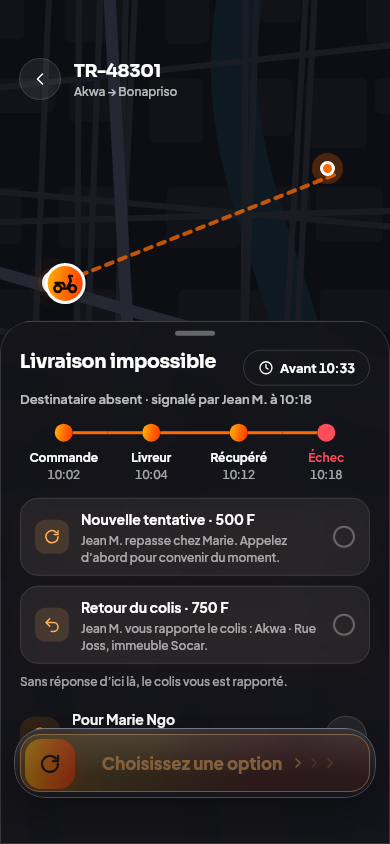 TR-48301
Akwa → Bonapriso
Livraison impossible
Avant 10:33
Destinataire absent · signalé par Jean M. à 10:18
Commande Livreur Récupéré Échec
10:02 10:04 10:12 10:18
Nouvelle tentative · 500 F
Jean M. repasse chez Marie. Appelez
d'abord pour convenir du moment.
Retour du colis · 750 F
Jean M. vous rapporte le colis : Akwa · Rue
Joss, immeuble Socar.
Sans réponse d'ici là, le colis vous est rapporté.
Pour Marie Ngo
Choisissez une option